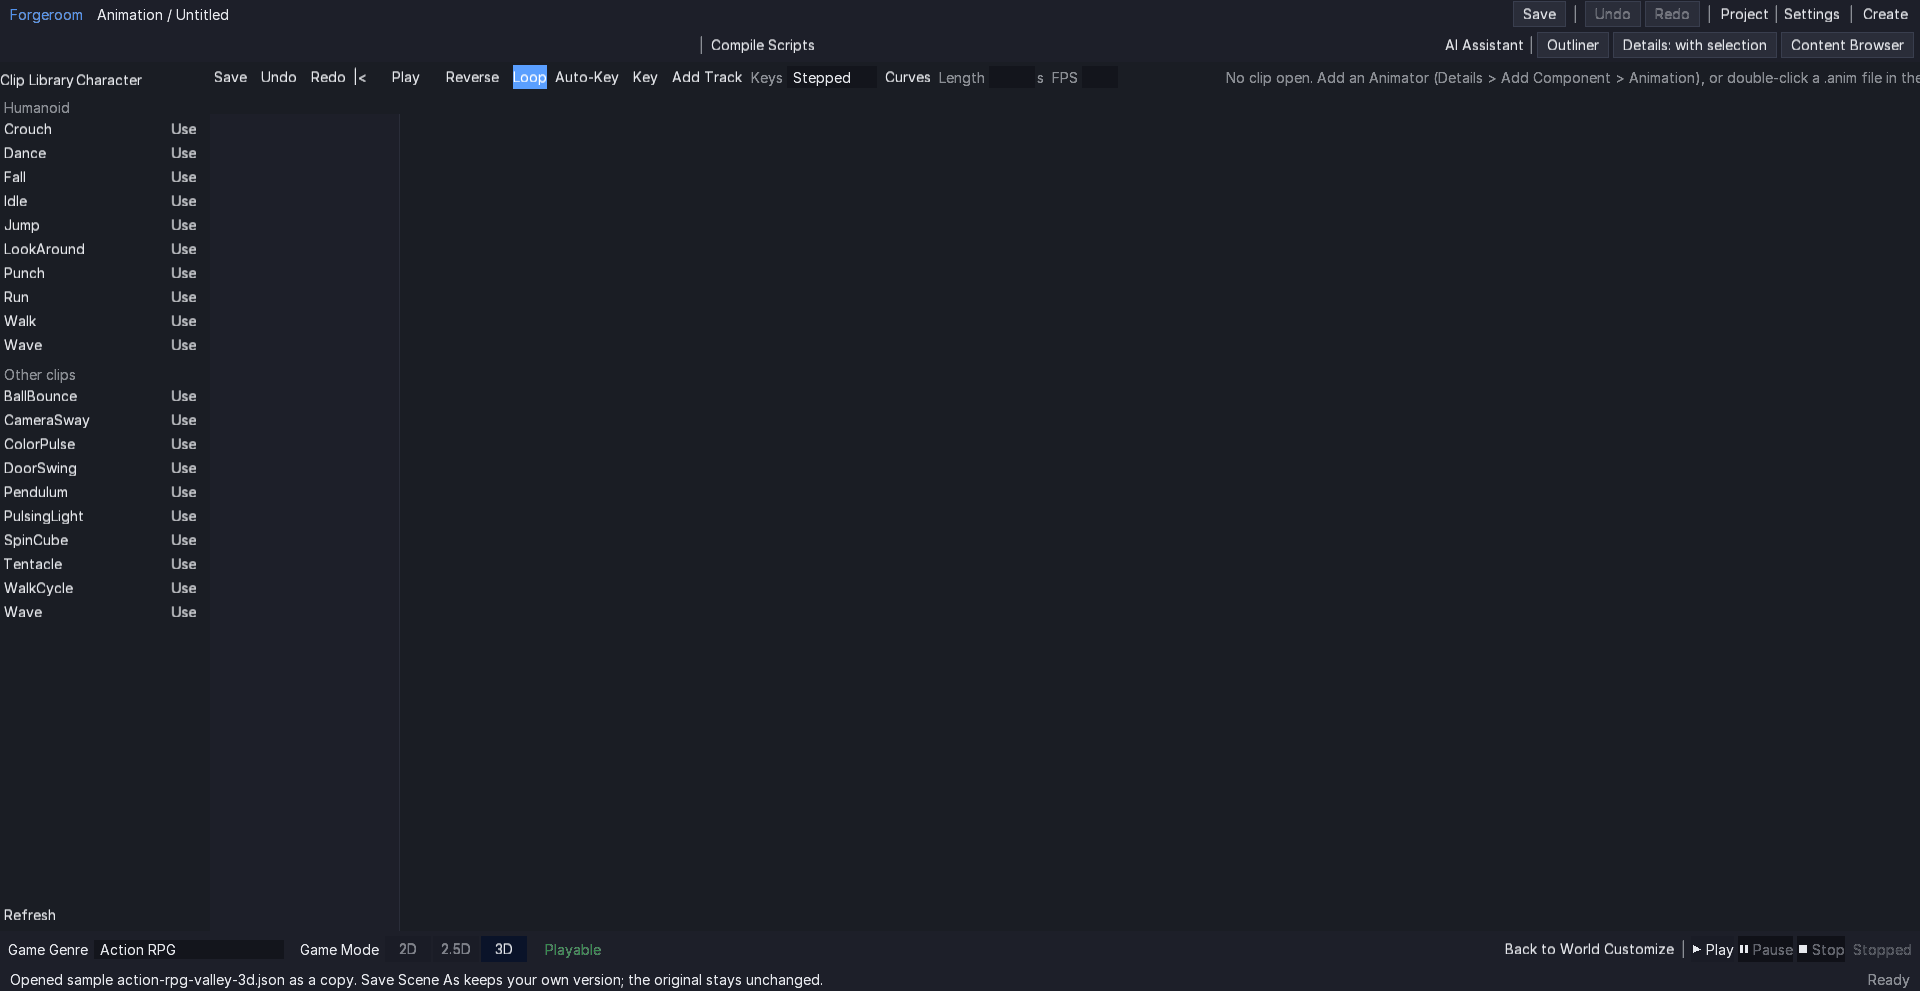 Forgeroom Animation / Untitled Save | Undo Redo | Project | Settings | Create
| Compile Scripts AI Assistant | Outliner Details: with selection Content Browser
Clip Library Character Save Undo Redo |< Play Reverse Loop Auto-Key Key Add Track Keys Stepped Curves Length s FPS No clip open. Add an Animator (Details > Add Component > Animation), or double-click a .anim file in the
Humanoid
Crouch Use
Dance Use
Fall Use
Idle Use
Jump Use
LookAround Use
Punch Use
Run Use
Walk Use
Wave Use
Other clips
BallBounce Use
CameraSway Use
ColorPulse Use
DoorSwing Use
Pendulum Use
PulsingLight Use
SpinCube Use
Tentacle Use
WalkCycle Use
Wave Use
Refresh
Game Genre Action RPG Game Mode 2D 2.5D 3D Playable Back to World Customize | Play Pause Stop Stopped
Opened sample action-rpg-valley-3d.json as a copy. Save Scene As keeps your own version; the original stays unchanged. Ready